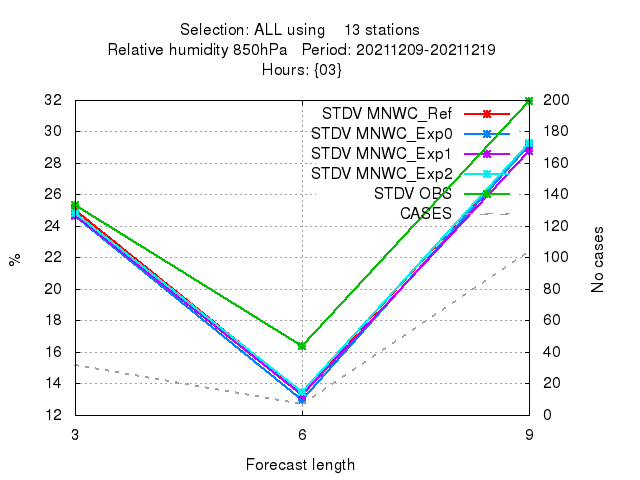 Selection: ALL using 13 stations
Relative humidity 850hPa Period: 20211209-20211219
Hours: {03}
STDV MNWC_Ref
STDV MNWC_Exp0
STDV MNWC_Exp1
STDV MNWC_Exp2
STDV OBS
CASES
32
30
28
26
24
22
20
18
16
14
12
%
200
180
160
140
120
100
80
60
40
20
0
No cases
3 6 9
Forecast length